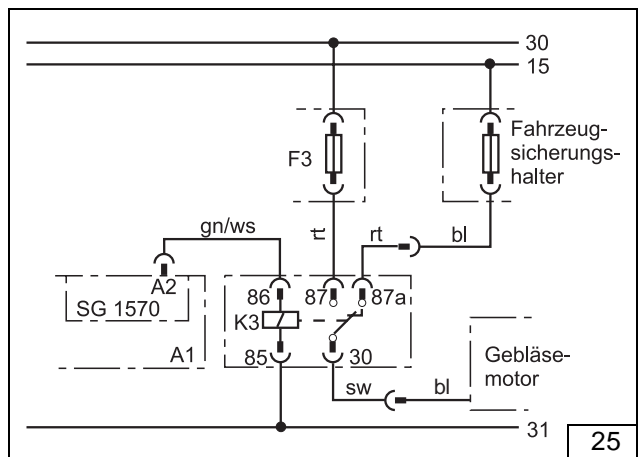 30
15
F3
Fahrzeug-
sicherungs-
halter
gn/ws
rt
rt
bl
A2
SG 1570
A1
86
87
87a
K3
85
30
sw
bl
Gebläse-
motor
31
25